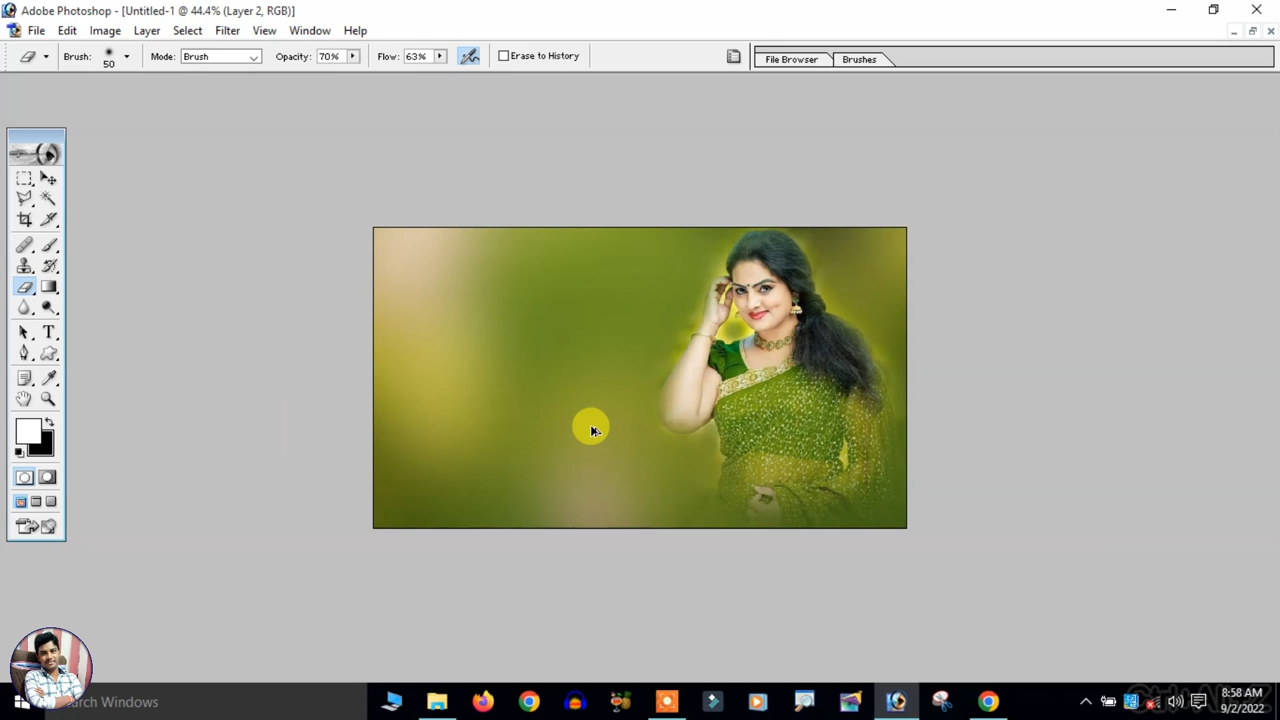 Adobe Photoshop - [Untitled-1 @ 44.4% (Layer 2, RGB)]
File Edit Image Layer Select Filter View Window Help
Brush: 50 Mode: Brush Opacity: 70% Flow: 63% Erase to History File Browser Brushes
T
Search Windows
8:58 AM
9/2/2022